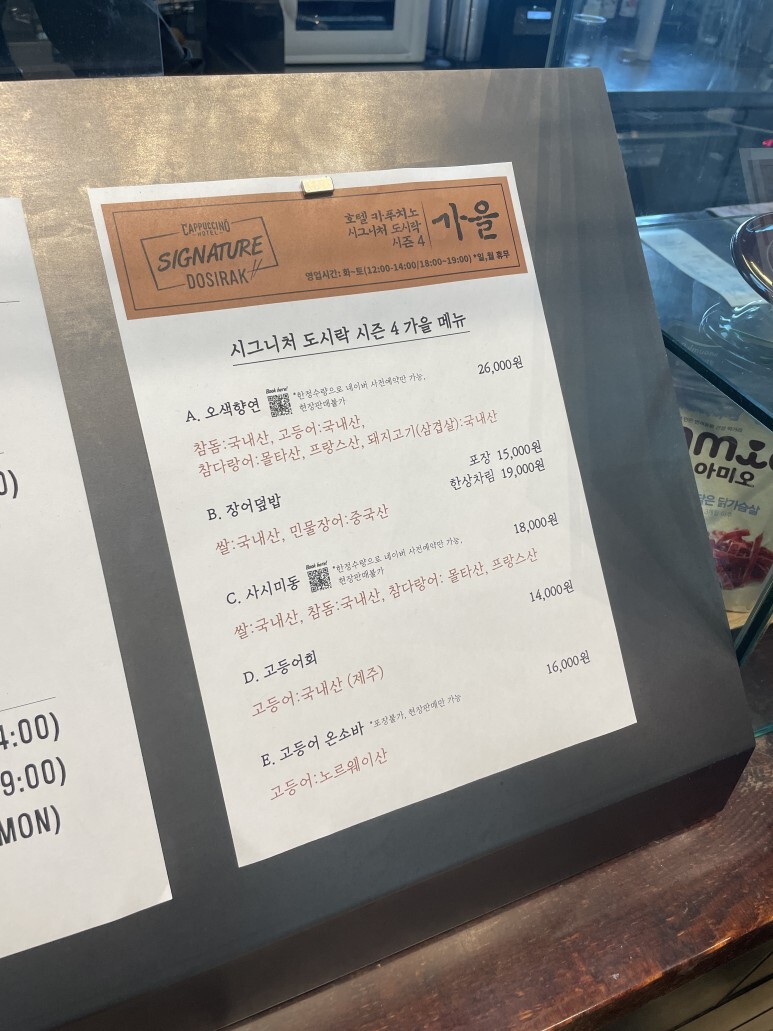 CAPPUCCINO
HOTEL
SIGNATURE
DOSIRAK
호텔 카푸치노
시그니처 도시락
시즌 4
가을
영업시간: 화~토(12:00-14:00/18:00~19:00) *일,월 휴무
시그니처 도시락 시즌 4 가을 메뉴
A. 오색향연
Book here!
*한정수량으로 네이버 사전예약만 가능,
현장판매불가
26,000원
참돔:국내산, 고등어:국내산,
참다랑어:몰타산, 프랑스산, 돼지고기(삼겹살):국내산
B. 장어덮밥
포장 15,000원
한상차림 19,000원
쌀:국내산, 민물장어:중국산
C. 사시미동
Book here!
*한정수량으로 네이버 사전예약만 가능,
현장판매불가
18,000원
쌀:국내산, 참돔:국내산, 참다랑어: 몰타산, 프랑스산
D. 고등어회
14,000원
고등어:국내산 (제주)
E. 고등어 온소바 *포장불가, 현장판매만 가능
16,000원
고등어:노르웨이산
0)
4:00)
9:00)
MON)
아미오
닭가슴살